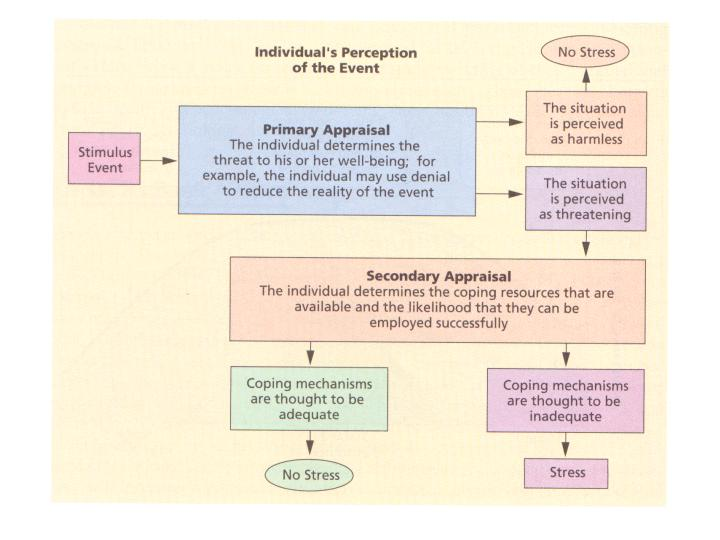 Individual's Perception
of the Event
No Stress
Stimulus
Event
Primary Appraisal
The individual determines the
threat to his or her well-being; for
example, the individual may use denial
to reduce the reality of the event
The situation
is perceived
as harmless
The situation
is perceived
as threatening
Secondary Appraisal
The individual determines the coping resources that are
available and the likelihood that they can be
employed successfully
Coping mechanisms
are thought to be
adequate
Coping mechanisms
are thought to be
inadequate
No Stress
Stress